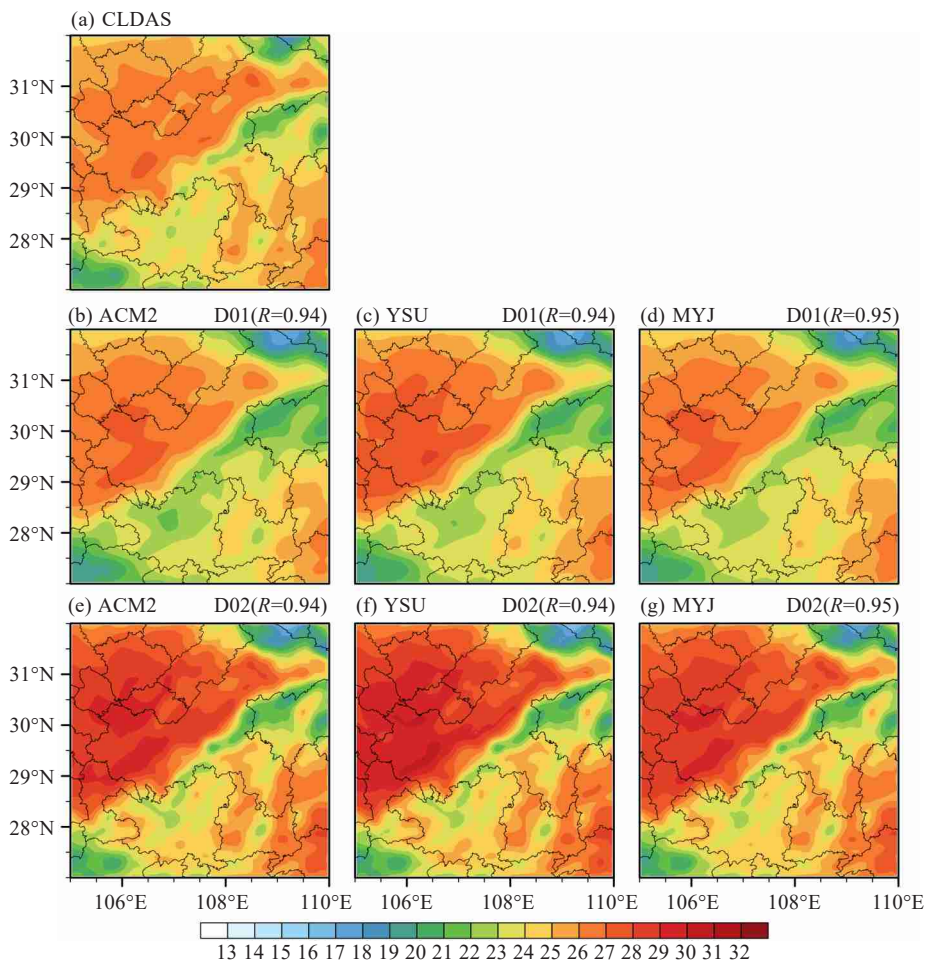 (a) CLDAS
31°N
30°N
29°N
28°N
(b) ACM2 D01(R=0.94) (c) YSU D01(R=0.94) (d) MYJ D01(R=0.95)
31°N
30°N
29°N
28°N
(e) ACM2 D02(R=0.94) (f) YSU D02(R=0.94) (g) MYJ D02(R=0.95)
31°N
30°N
29°N
28°N
106°E 108°E 110°E 106°E 108°E 110°E 106°E 108°E 110°E
13 14 15 16 17 18 19 20 21 22 23 24 25 26 27 28 29 30 31 32